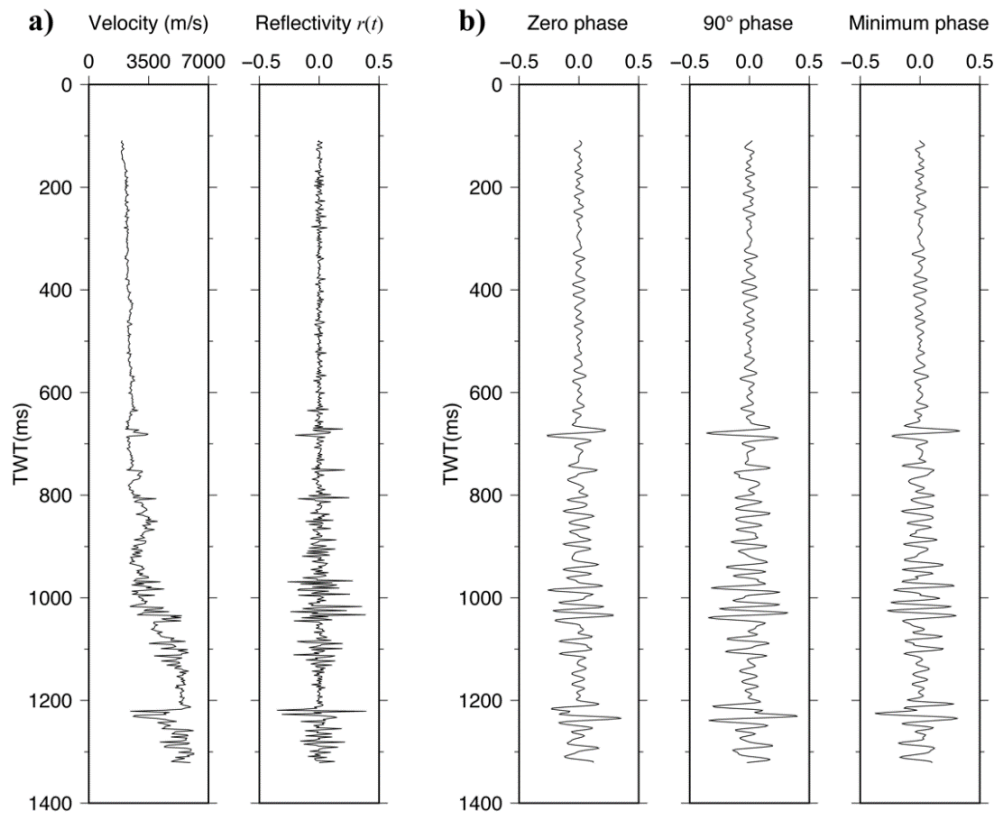 a) Velocity (m/s) Reflectivity r(t) b) Zero phase 90° phase Minimum phase
0 3500 7000 −0.5 0.0 0.5 −0.5 0.0 0.5 −0.5 0.0 0.5 −0.5 0.0 0.5
0 0
200 200
400 400
600 600
TWT(ms) TWT(ms)
800 800
1000 1000
1200 1200
1400 1400